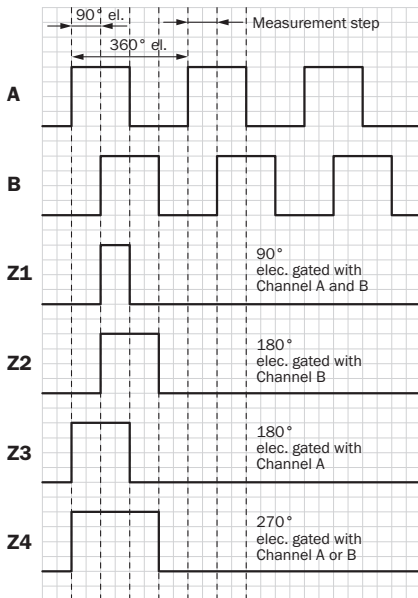 90° el.
Measurement step
360° el.
A
B
Z1
90°
elec. gated with
Channel A and B
Z2
180°
elec. gated with
Channel B
Z3
180°
elec. gated with
Channel A
Z4
270°
elec. gated with
Channel A or B